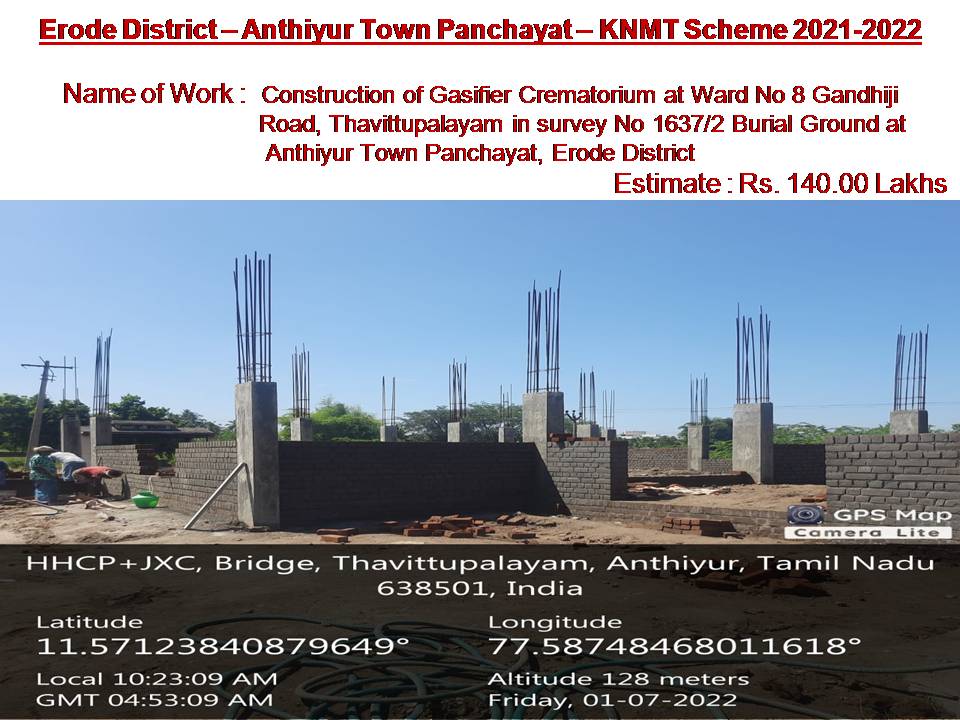 Erode District – Anthiyur Town Panchayat – KNMT Scheme 2021-2022
Name of Work : Construction of Gasifier Crematorium at Ward No 8 Gandhiji
Road, Thavittupalayam in survey No 1637/2 Burial Ground at
Anthiyur Town Panchayat, Erode District
Estimate : Rs. 140.00 Lakhs
GPS Map
Camera Lite
HHCP+JXC, Bridge, Thavittupalayam, Anthiyur, Tamil Nadu
638501, India
Latitude Longitude
11.57123840879649° 77.58748468011618°
Local 10:23:09 AM Altitude 128 meters
GMT 04:53:09 AM Friday, 01-07-2022